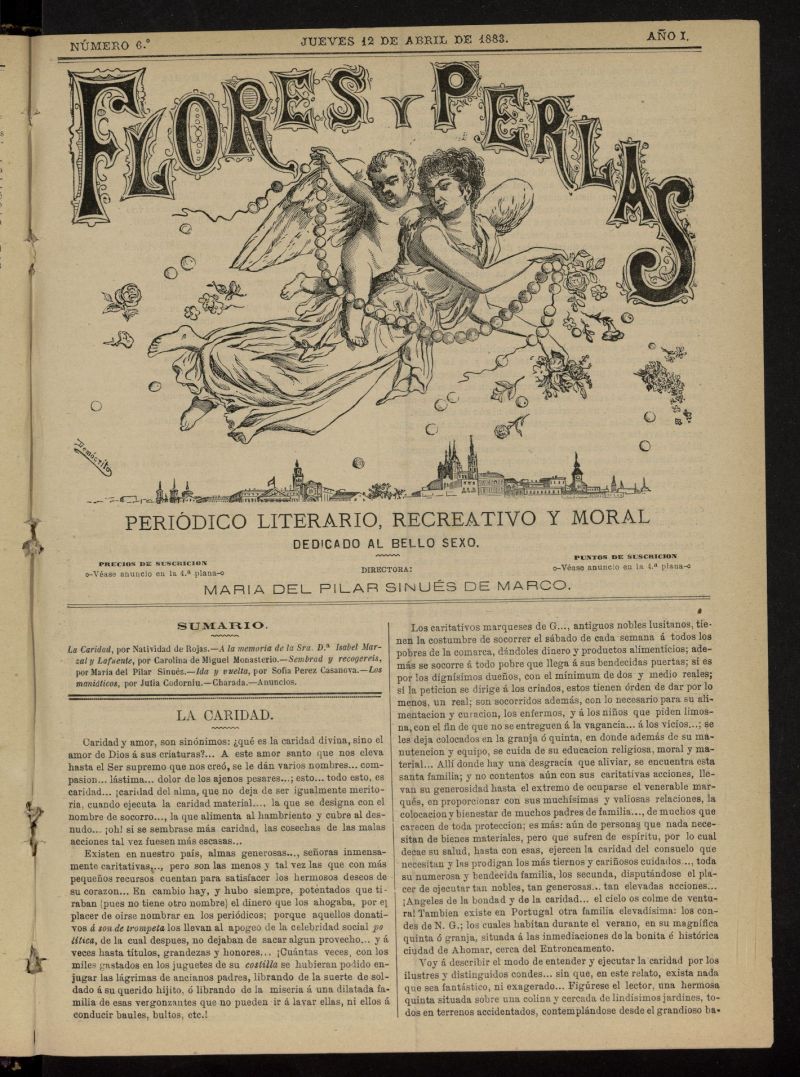 NÚMERO 6.º
JUEVES 12 DE ABRIL DE 1883.
AÑO I.
FLORES Y PERLAS
Demócrito
PERIÓDICO LITERARIO, RECREATIVO Y MORAL
DEDICADO AL BELLO SEXO.
PRECIOS DE SUSCRICION
o-Véase anuncio en la 4.ª plana-o
DIRECTORA:
PUNTOS DE SUSCRICION
o-Véase anuncio en la 4.ª plana-o
MARIA DEL PILAR SINUÉS DE MARCO.
SUMARIO.
La Caridad, por Natividad de Rojas.—A la memoria de la Sra. D.ª Isabel Mar-
zal y Lafuente, por Carolina de Miguel Monasterio.—Sembrad y recogereis,
por María del Pilar Sinués.—Ida y vuelta, por Sofia Perez Casanova.—Los
maniáticos, por Julia Codorniu.—Charada.—Anuncios.
LA CARIDAD.
Caridad y amor, son sinónimos: ¿qué es la caridad divina, sino el
amor de Dios á sus criaturas?... A este amor santo que nos eleva
hasta el Ser supremo que nos creó, se le dán varios nombres... com-
pasion... lástima... dolor de los ajenos pesares...; esto... todo esto, es
caridad... ¡caridad del alma, que no deja de ser igualmente merito-
ria, cuando ejecuta la caridad material.... la que se designa con el
nombre de socorro..., la que alimenta al hambriento y cubre al des-
nudo... ¡oh! si se sembrase más caridad, las cosechas de las malas
acciones tal vez fuesen más escasas...
Existen en nuestro país, almas generosas..., señoras inmensa-
mente caritativas..., pero son las menos y tal vez las que con más
pequeños recursos cuentan para satisfacer los hermosos deseos de
su corazon... En cambio hay, y hubo siempre, potentados que ti-
raban (pues no tiene otro nombre) el dinero que los ahogaba, por el
placer de oirse nombrar en los periódicos; porque aquellos donati-
vos á son de trompeta los llevan al apogeo de la celebridad social po
lítica, de la cual despues, no dejaban de sacar algun provecho... y á
veces hasta títulos, grandezas y honores... ¡Cuántas veces, con los
miles gastados en los juguetes de su costilla se hubieran podido en-
jugar las lágrimas de ancianos padres, librando de la suerte de sol-
dado á su querido hijito, ó librando de la miseria á una dilatada fa-
milia de esas vergonzantes que no pueden ir á lavar ellas, ni ellos á
conducir baules, bultos, etc.!
Los caritativos marqueses de G..., antiguos nobles lusitanos, tie-
nen la costumbre de socorrer el sábado de cada semana á todos los
pobres de la comarca, dándoles dinero y productos alimenticios; ade-
más se socorre á todo pobre que llega á sus bendecidas puertas; si es
por los dignísimos dueños, con el mínimum de dos y medio reales;
si la peticion se dirige á los criados, estos tienen órden de dar por lo
menos, un real; son socorridos además, con lo necesario para su ali-
mentacion y curacion, los enfermos, y á los niños que piden limos-
na, con el fin de que no se entreguen á la vagancia... á los vicios...; se
les deja colocados en la granja ó quinta, en donde además de su ma-
nutencion y equipo, se cuida de su educacion religiosa, moral y ma-
terial... Allí donde hay una desgracia que aliviar, se encuentra esta
santa familia; y no contentos aún con sus caritativas acciones, lle-
van su generosidad hasta el extremo de ocuparse el venerable mar-
qués, en proporcionar con sus muchísimas y valiosas relaciones, la
colocacion y bienestar de muchos padres de familia..., de muchos que
carecen de toda proteccion; es más: aún de personas que nada nece-
sitan de bienes materiales, pero que sufren de espíritu, por lo cual
decae su salud, hasta con esas, ejercen la caridad del consuelo que
necesitan y las prodigan los más tiernos y cariñosos cuidados..., toda
su numerosa y bendecida familia, los secunda, disputándose el pla-
cer de ejecutar tan nobles, tan generosas... tan elevadas acciones...
¡Angeles de la bondad y de la caridad... el cielo os colme de ven-
tura! Tambien existe en Portugal otra familia elevadísima: los con-
des de N. G.; los cuales habitan durante el verano, en su magnífica
quinta ó granja, situada á las inmediaciones de la bonita é histórica
ciudad de Ahomar, cerca del Entroncamento.
Voy á describir el modo de entender y ejecutar la caridad por los
ilustres y distinguidos condes... sin que, en este relato, exista nada
que sea fantástico, ni exagerado... Figúrese el lector, una hermosa
quinta situada sobre una colina y cercada de lindísimos jardines, to-
dos en terrenos accidentados, contemplándose desde el grandioso ba-